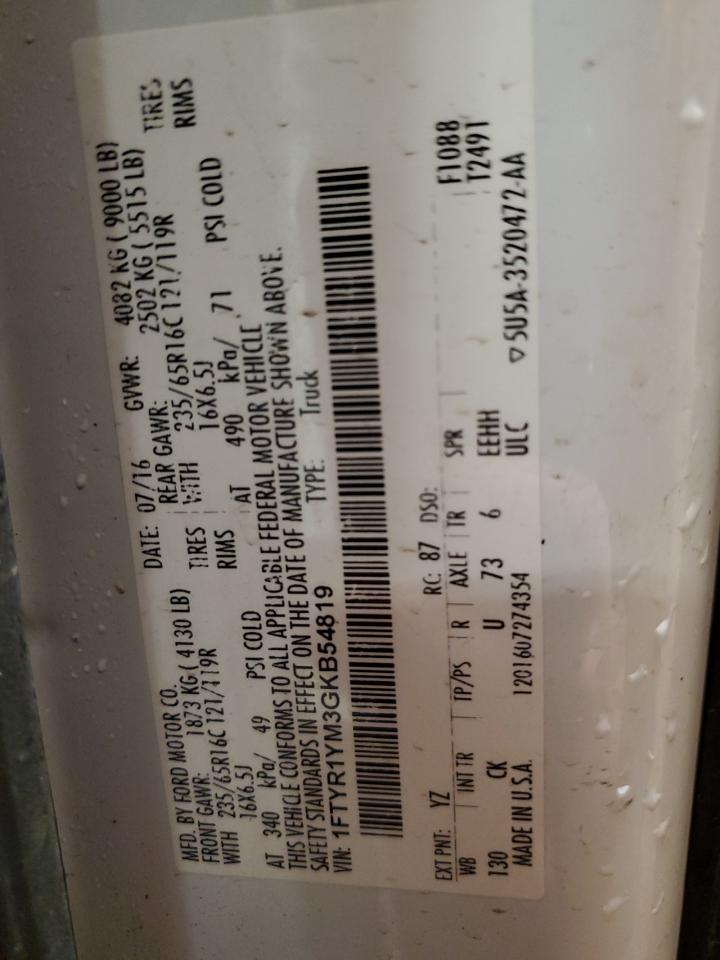 MFD. BY FORD MOTOR CO.
DATE: 07/16 GVWR: 4082 KG ( 9000 LB)
FRONT GAWR: 1873 KG ( 4130 LB) REAR GAWR: 2502 KG ( 5515 LB)
WITH 235/65R16C 121/119R TIRES WITH 235/65R16C 121/119R TIRES
16X6.5J RIMS 16X6.5J RIMS
AT 340 kPa/ 49 PSI COLD AT 490 kPa/ 71 PSI COLD
THIS VEHICLE CONFORMS TO ALL APPLICABLE FEDERAL MOTOR VEHICLE
SAFETY STANDARDS IN EFFECT ON THE DATE OF MANUFACTURE SHOWN ABOVE.
VIN: 1FTYR1YM3GKB54819 TYPE: Truck
EXT PNT: YZ RC: 87 DSO: F1088
WB INT TR TP/PS R AXLE TR SPR T2491
130 CK U 73 6 EEHH
MADE IN U.S.A. 1201607274354 ULC ▽ 5U5A-3520472-AA